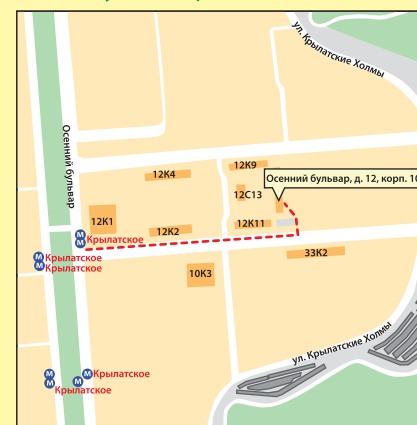 ул. Крылатские Холмы
Осенний бульвар
12К9
12К4
Осенний бульвар, д. 12, корп. 10
12С13
12К1
12К11
12К2
М Крылатское
М
33К2
М Крылатское
М Крылатское
10К3
ул. Крылатские Холмы
М
М Крылатское
М
М Крылатское